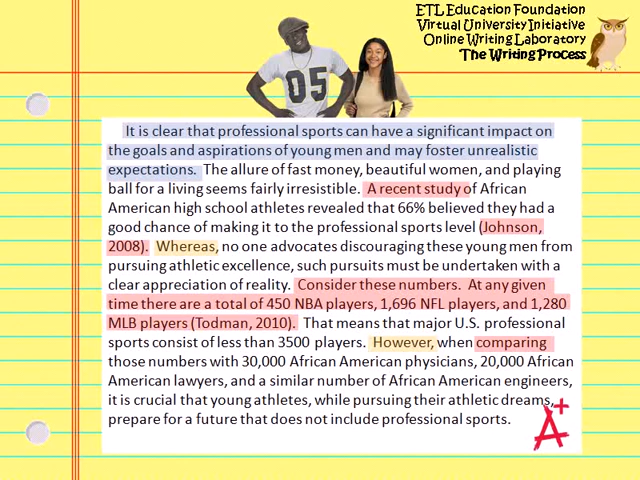 ETL Education Foundation
Virtual University Initiative
Online Writing Laboratory
The Writing Process
05
It is clear that professional sports can have a significant impact on
the goals and aspirations of young men and may foster unrealistic
expectations. The allure of fast money, beautiful women, and playing
ball for a living seems fairly irresistible. A recent study of African
American high school athletes revealed that 66% believed they had a
good chance of making it to the professional sports level (Johnson,
2008). Whereas, no one advocates discouraging these young men from
pursuing athletic excellence, such pursuits must be undertaken with a
clear appreciation of reality. Consider these numbers. At any given
time there are a total of 450 NBA players, 1,696 NFL players, and 1,280
MLB players (Todman, 2010). That means that major U.S. professional
sports consist of less than 3500 players. However, when comparing
those numbers with 30,000 African American physicians, 20,000 African
American lawyers, and a similar number of African American engineers,
it is crucial that young athletes, while pursuing their athletic dreams,
prepare for a future that does not include professional sports.
A+